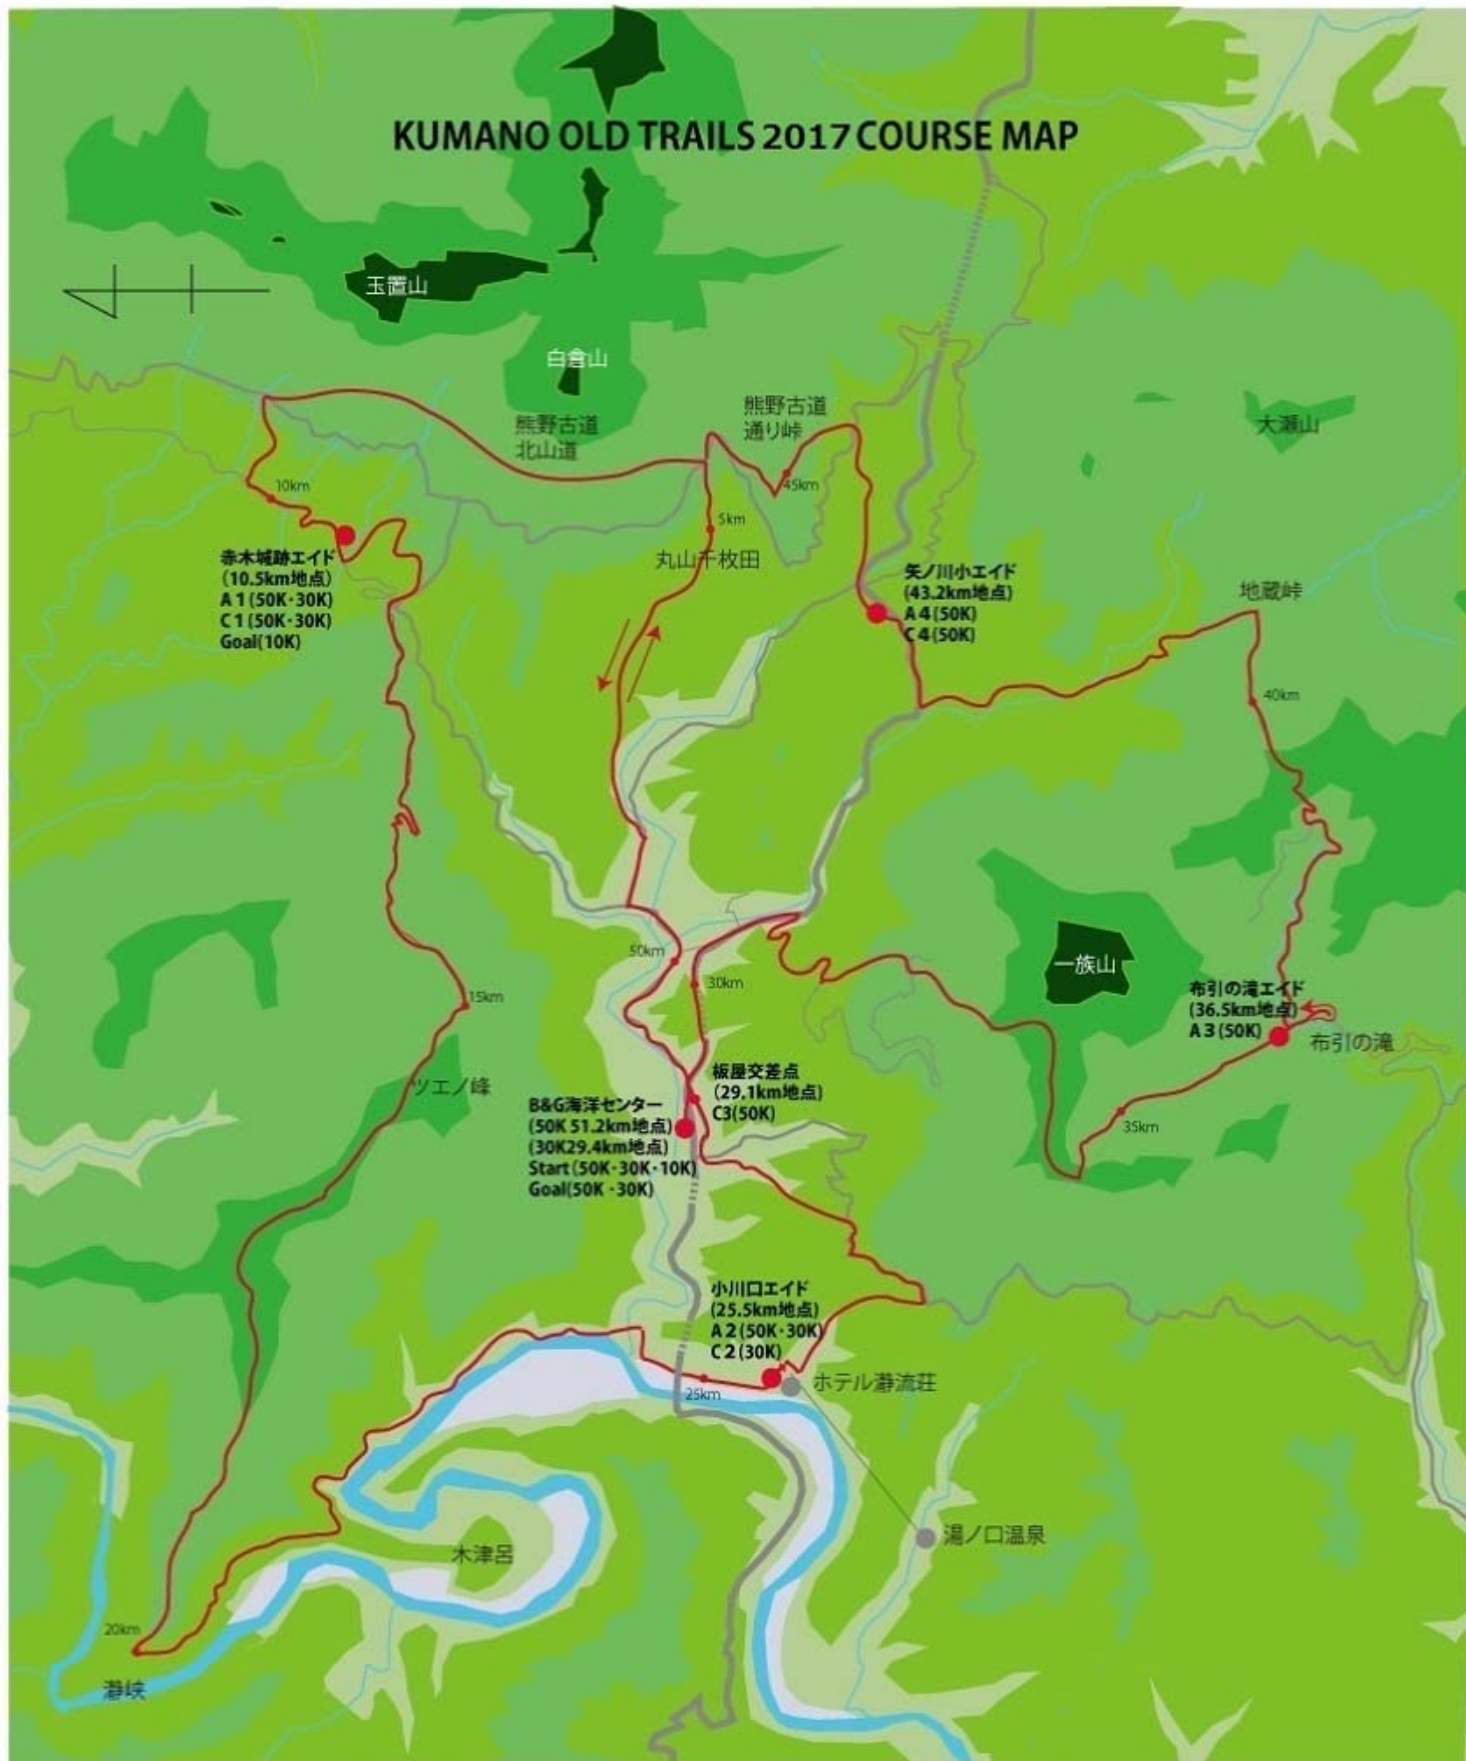 KUMANO OLD TRAILS 2017 COURSE MAP
玉置山
白倉山
熊野古道
北山道
熊野古道
通り峠
大瀬山
10km
45km
5km
丸山千枚田
赤木城跡エイド
(10.5km地点)
A1(50K・30K)
C1(50K・30K)
Goal(10K)
矢ノ川小エイド
(43.2km地点)
A4(50K)
C4(50K)
地蔵峠
40km
50km
30km
一族山
15km
布引の滝エイド
(36.5km地点)
A3(50K)
布引の滝
ツエノ峰
板屋交差点
(29.1km地点)
C3(50K)
B&G海洋センター
(50K 51.2km地点)
(30K29.4km地点)
Start(50K・30K・10K)
Goal(50K・30K)
35km
小川口エイド
(25.5km地点)
A2(50K・30K)
C2(30K)
25km
ホテル瀞流荘
木津呂
湯ノ口温泉
20km
瀞峡